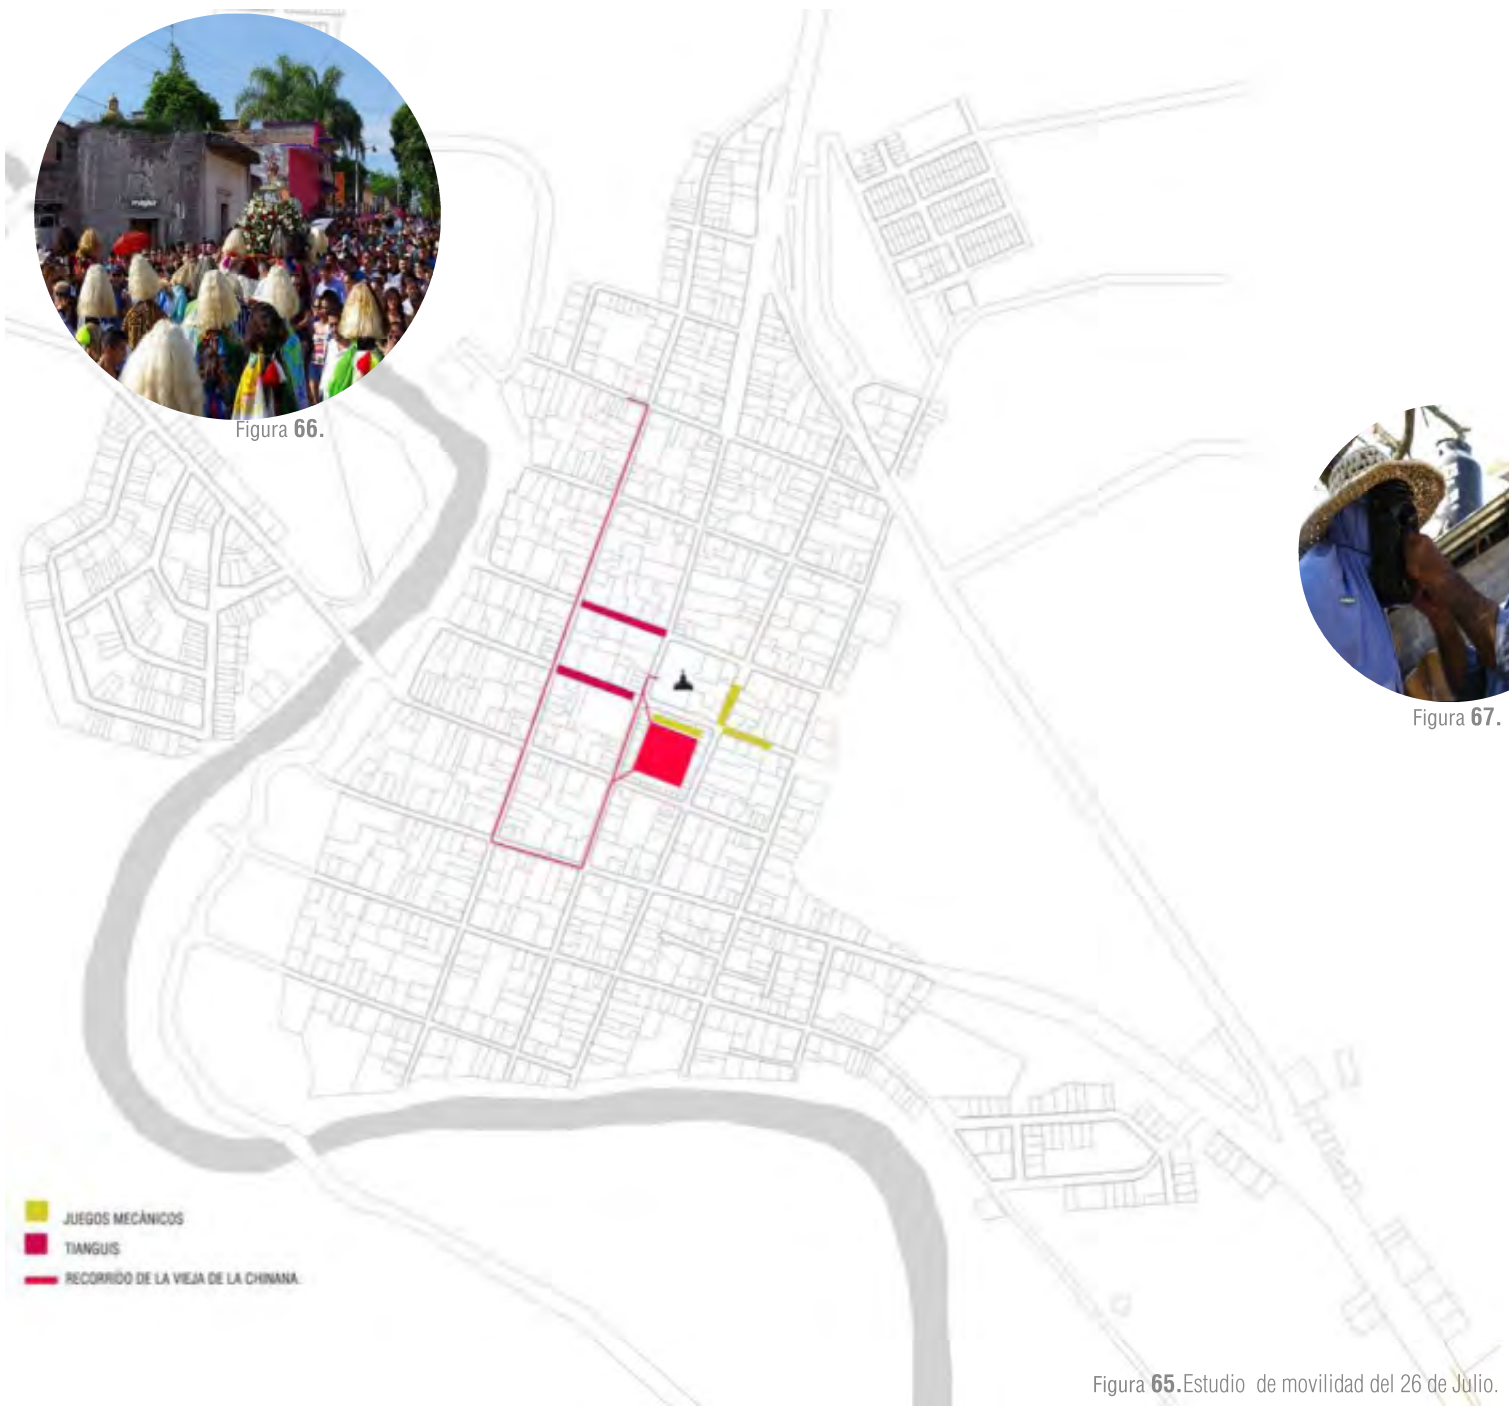 Figura 66.
Figura 67.
JUEGOS MECÁNICOS
TIANGUIS
RECORRIDO DE LA VIEJA DE LA CHINANA.
Figura 65.Estudio de movilidad del 26 de Julio.